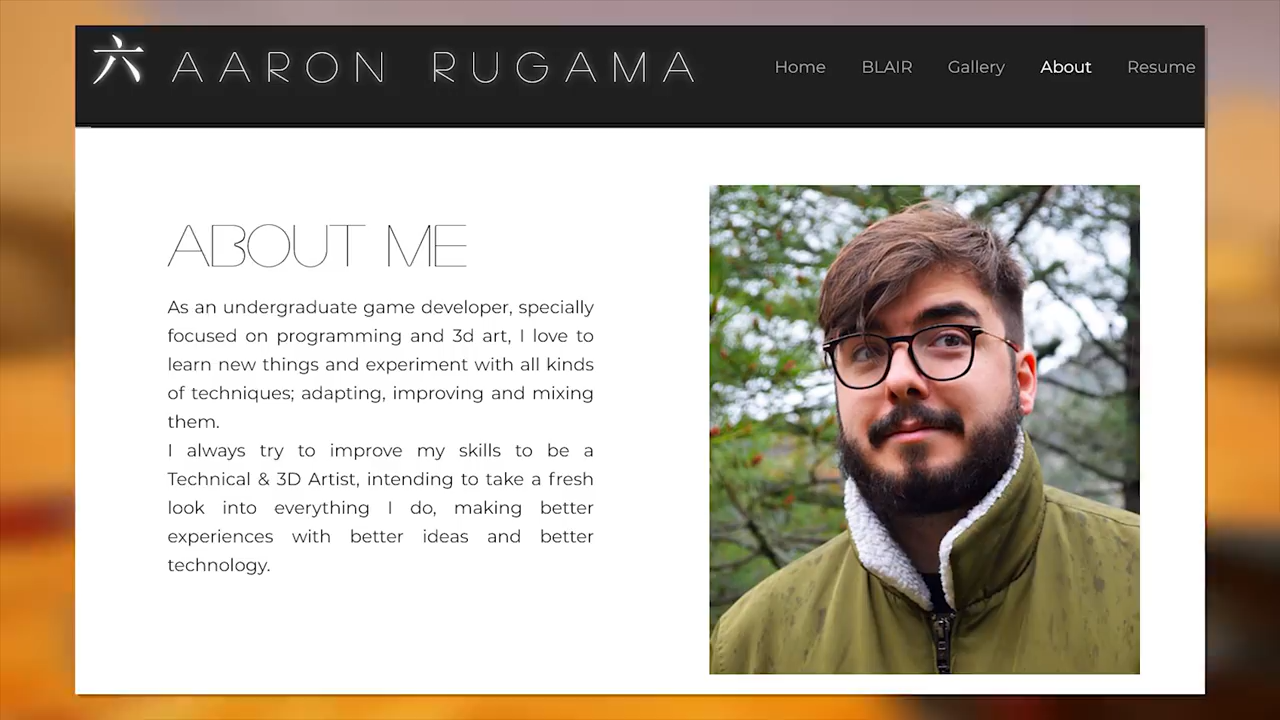 六 AARON RUGAMA
Home BLAIR Gallery About Resume
ABOUT ME
As an undergraduate game developer, specially
focused on programming and 3d art, I love to
learn new things and experiment with all kinds
of techniques; adapting, improving and mixing
them.
I always try to improve my skills to be a
Technical & 3D Artist, intending to take a fresh
look into everything I do, making better
experiences with better ideas and better
technology.